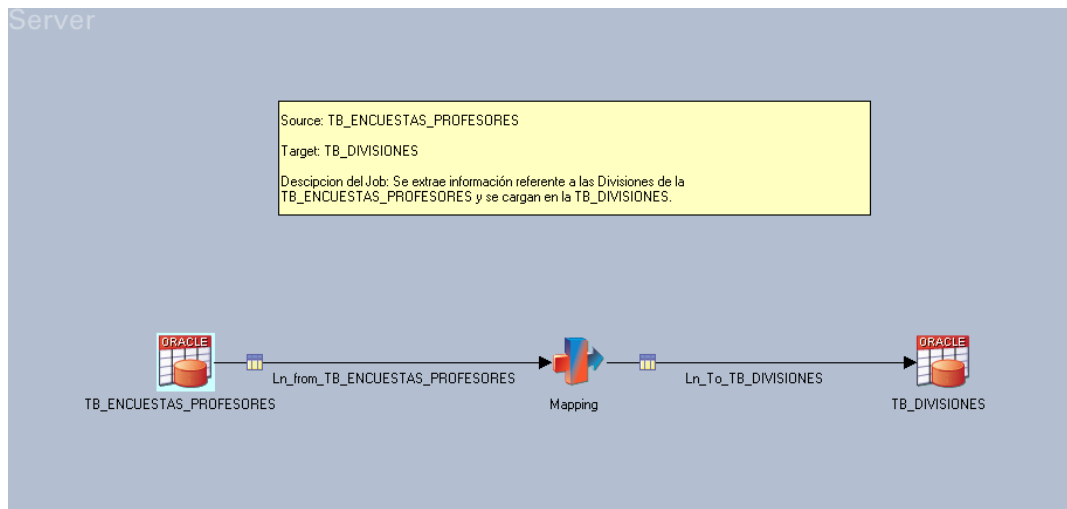 Server
Source: TB_ENCUESTAS_PROFESORES
Target: TB_DIVISIONES
Descipcion del Job: Se extrae información referente a las Divisiones de la
TB_ENCUESTAS_PROFESORES y se cargan en la TB_DIVISIONES.
ORACLE
ORACLE
Ln_from_TB_ENCUESTAS_PROFESORES
Ln_To_TB_DIVISIONES
TB_ENCUESTAS_PROFESORES
Mapping
TB_DIVISIONES